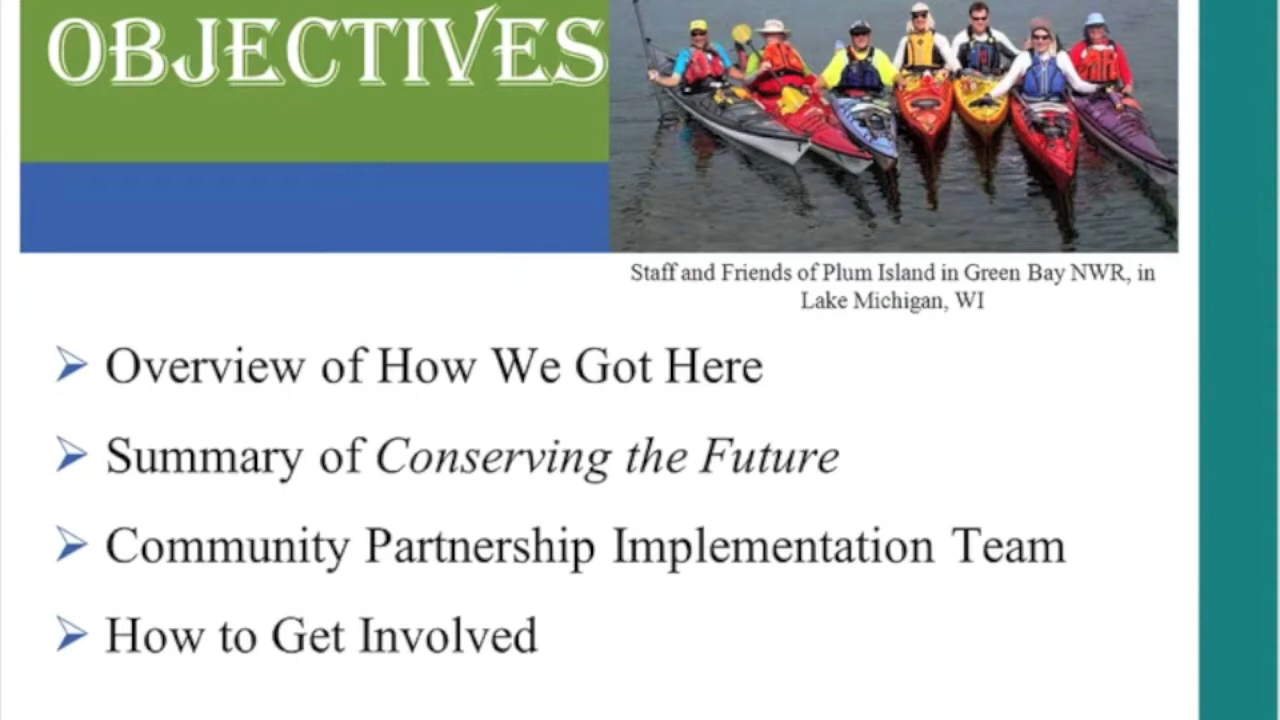 OBJECTIVES
Staff and Friends of Plum Island in Green Bay NWR, in
Lake Michigan, WI
Overview of How We Got Here
Summary of Conserving the Future
Community Partnership Implementation Team
How to Get Involved